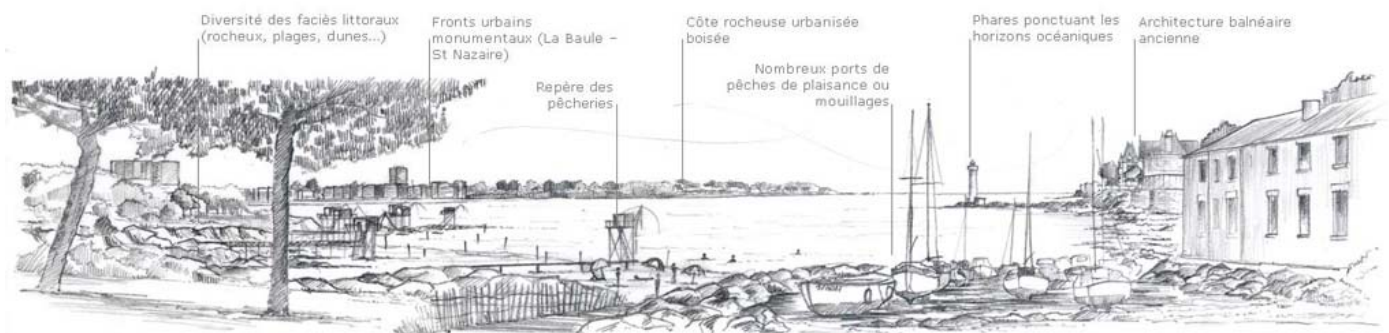 Diversité des faciès littoraux
(rocheux, plages, dunes...)
Fronts urbains
monumentaux (La Baule –
St Nazaire)
Repère des
pêcheries
Côte rocheuse urbanisée
boisée
Nombreux ports de
pêches de plaisance ou
mouillages
Phares ponctuant les
horizons océaniques
Architecture balnéaire
ancienne